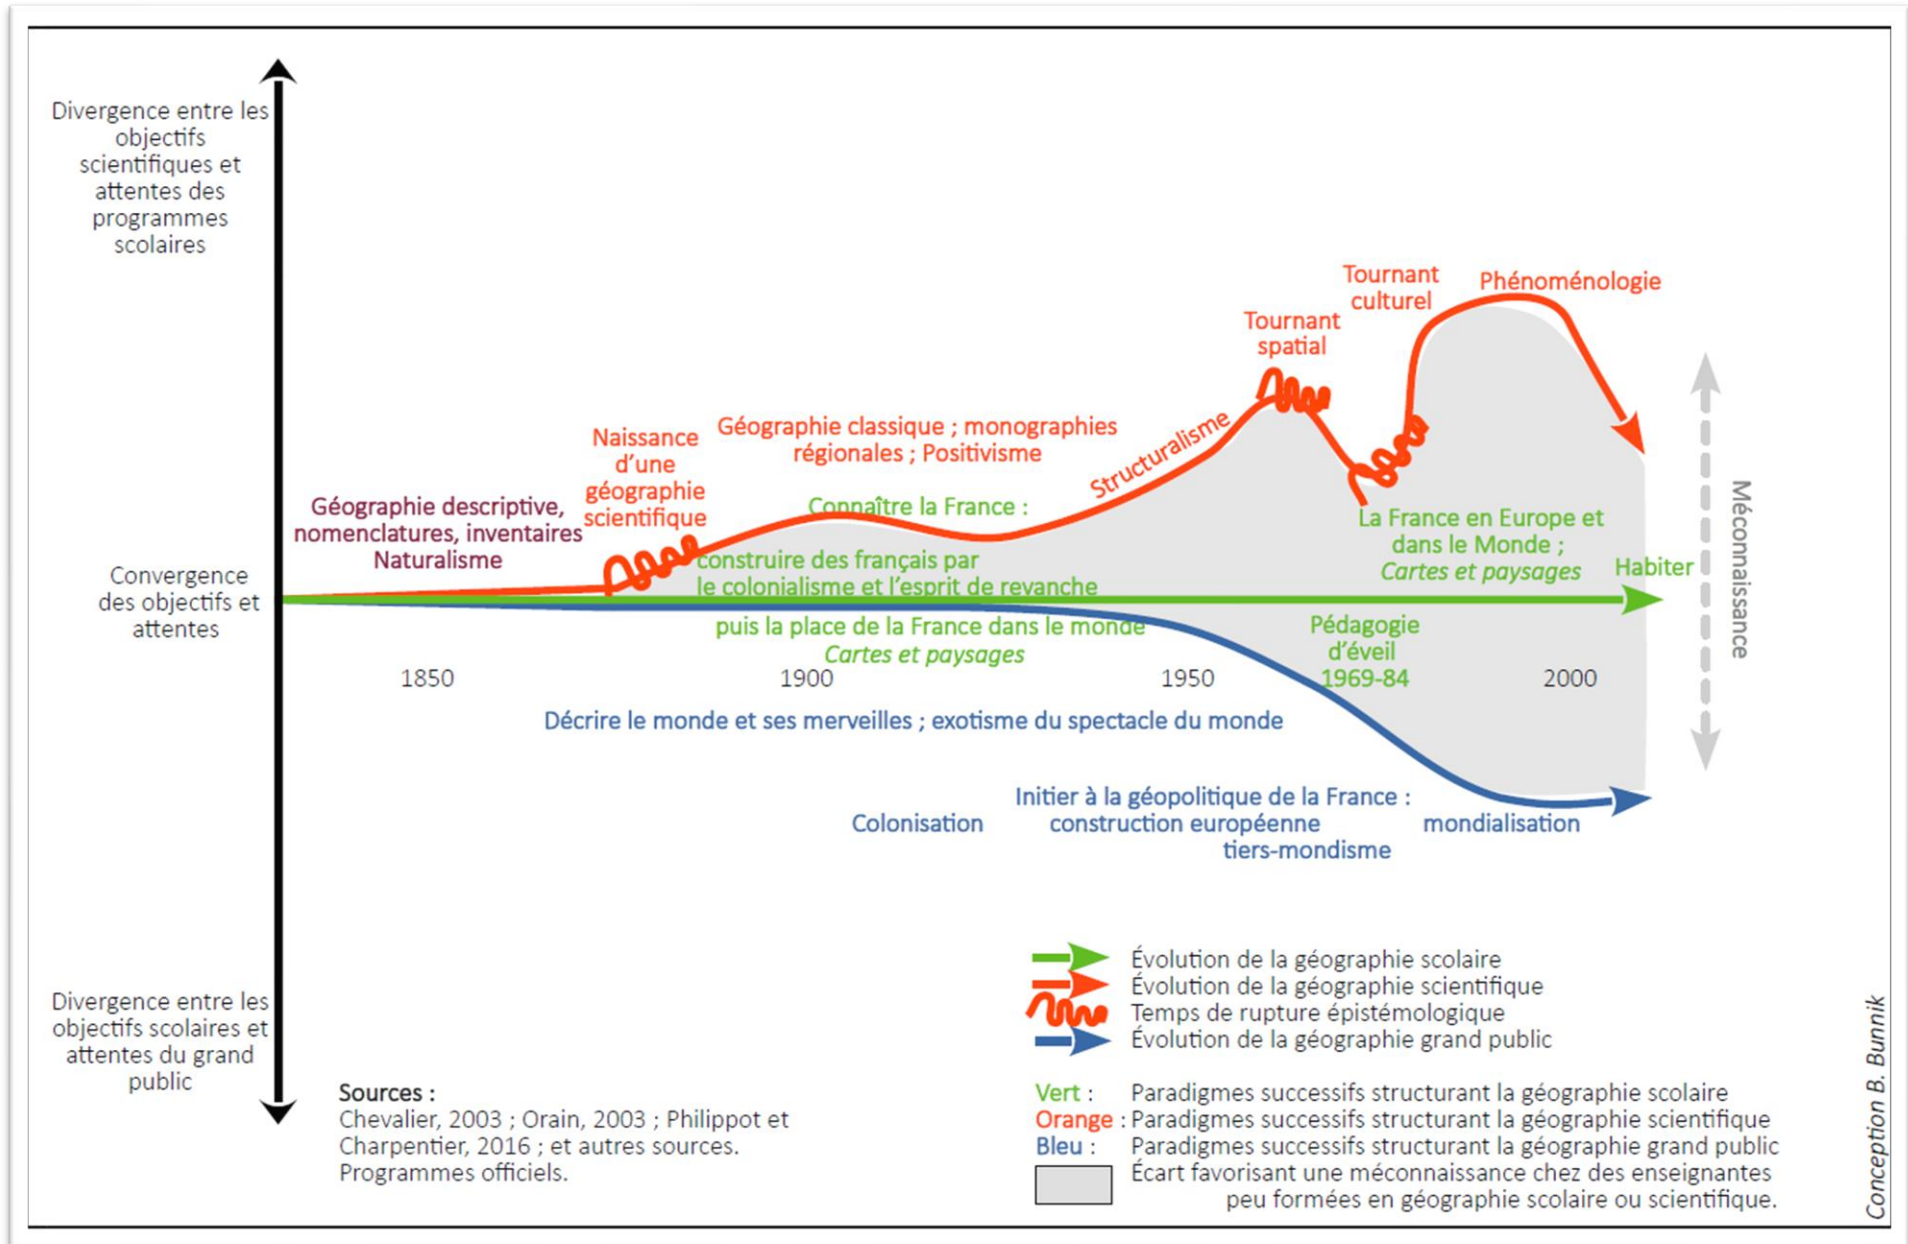 Divergence entre les
objectifs
scientifiques et
attentes des
programmes
scolaires
Convergence
des objectifs et
attentes
Divergence entre les
objectifs scolaires et
attentes du grand
public
Géographie descriptive,
nomenclatures, inventaires
Naturalisme
Naissance
d'une
géographie
scientifique
Géographie classique ; monographies
régionales ; Positivisme
Structuralisme
Tournant
spatial
Tournant
culturel
Phénoménologie
Connaître la France :
construire des français par
le colonialisme et l'esprit de revanche
puis la place de la France dans le monde
Cartes et paysages
La France en Europe et
dans le Monde ;
Cartes et paysages
Habiter
Pédagogie
d'éveil
1969-84
1850
1900
1950
2000
Méconnaissance
Décrire le monde et ses merveilles ; exotisme du spectacle du monde
Colonisation
Initier à la géopolitique de la France :
construction européenne
tiers-mondisme
mondialisation
Évolution de la géographie scolaire
Évolution de la géographie scientifique
Temps de rupture épistémologique
Évolution de la géographie grand public
Vert : Paradigmes successifs structurant la géographie scolaire
Orange : Paradigmes successifs structurant la géographie scientifique
Bleu : Paradigmes successifs structurant la géographie grand public
Écart favorisant une méconnaissance chez des enseignantes
peu formées en géographie scolaire ou scientifique.
Sources :
Chevalier, 2003 ; Orain, 2003 ; Philippot et
Charpentier, 2016 ; et autres sources.
Programmes officiels.
Conception B. Bunnik